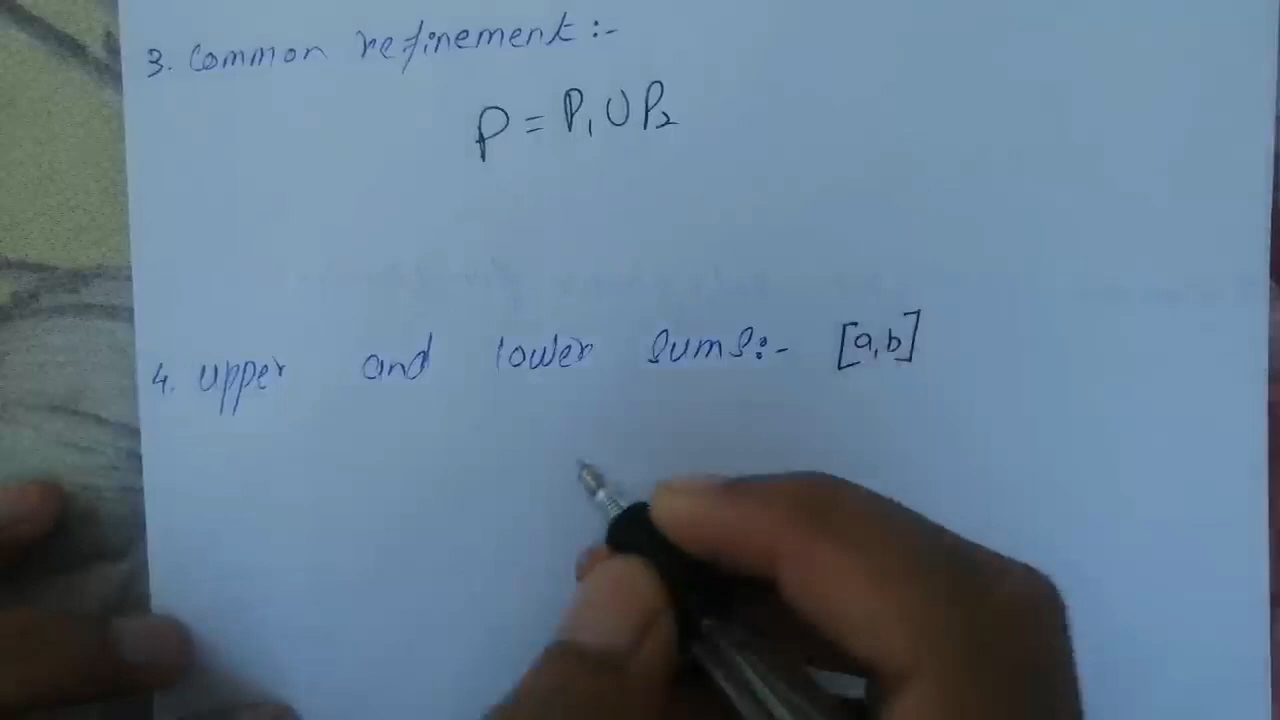 3. Common refinement :-
P = P₁ ∪ P₂
4. upper and lower sums:- [a,b]